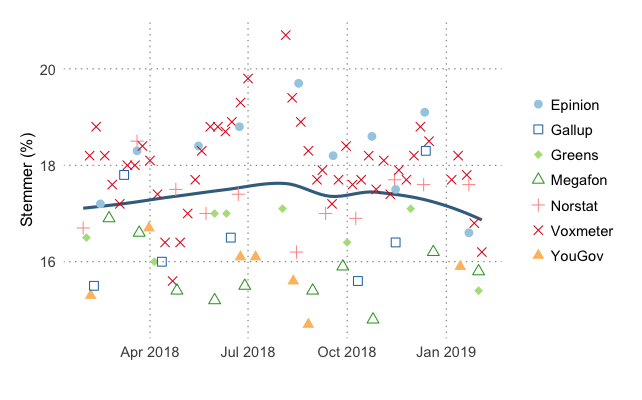 20
18
16
Stemmer (%)
Apr 2018
Jul 2018
Oct 2018
Jan 2019
Epinion
Gallup
Greens
Megafon
Norstat
Voxmeter
YouGov